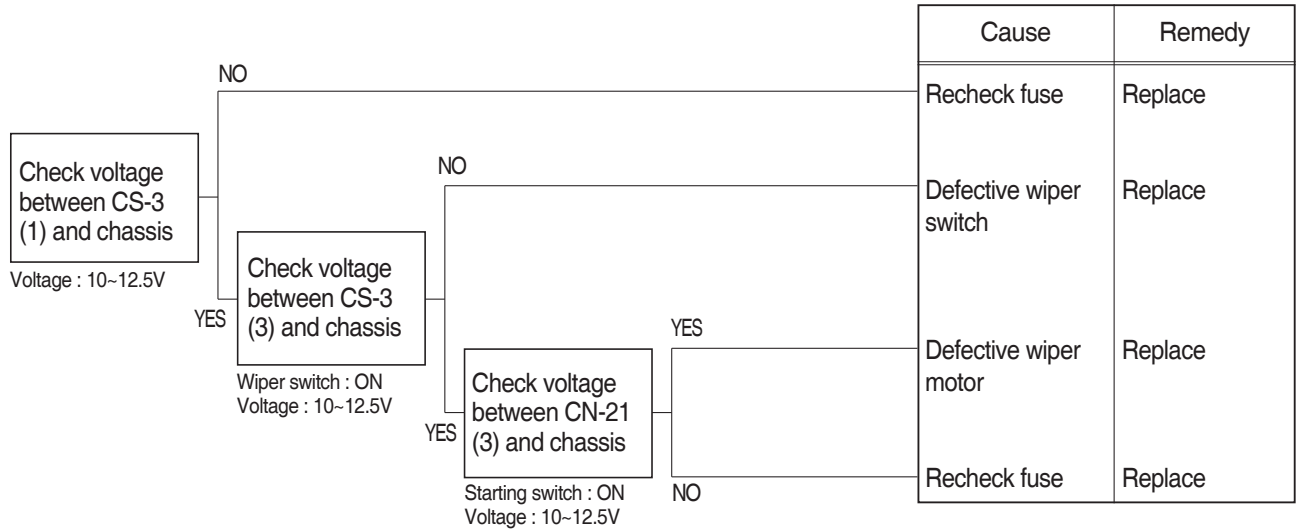 Cause
Remedy
NO
Recheck fuse
Replace
Check voltage
between CS-3
(1) and chassis
Voltage : 10~12.5V
NO
Defective wiper
switch
Replace
YES
Check voltage
between CS-3
(3) and chassis
Wiper switch : ON
Voltage : 10~12.5V
YES
Defective wiper
motor
Replace
YES
Check voltage
between CN-21
(3) and chassis
Starting switch : ON
Voltage : 10~12.5V
NO
Recheck fuse
Replace